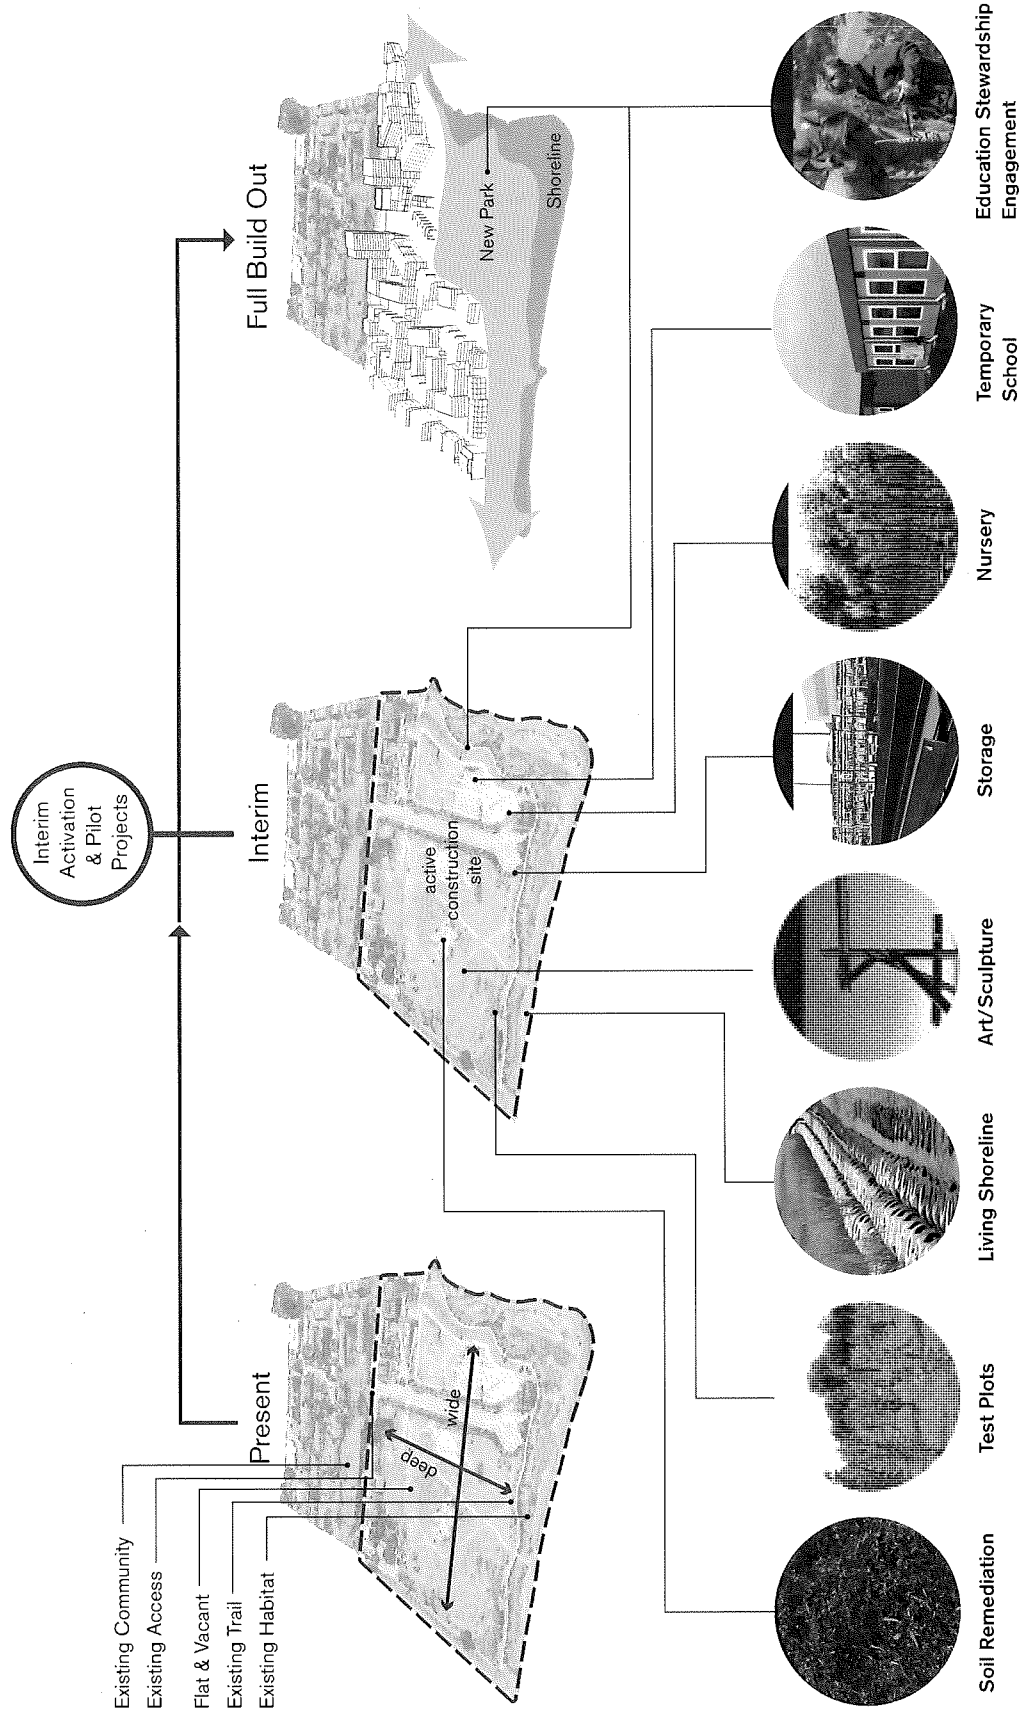 Interim
Activation
& Pilot
Projects
Existing Community
Existing Access
Flat & Vacant
Existing Trail
Existing Habitat
Present
deep
wide
Interim
active
construction
site
Full Build Out
New Park
Shoreline
Soil Remediation
Test Plots
Living Shoreline
Art/Sculpture
Storage
Nursery
Temporary
School
Education Stewardship
Engagement